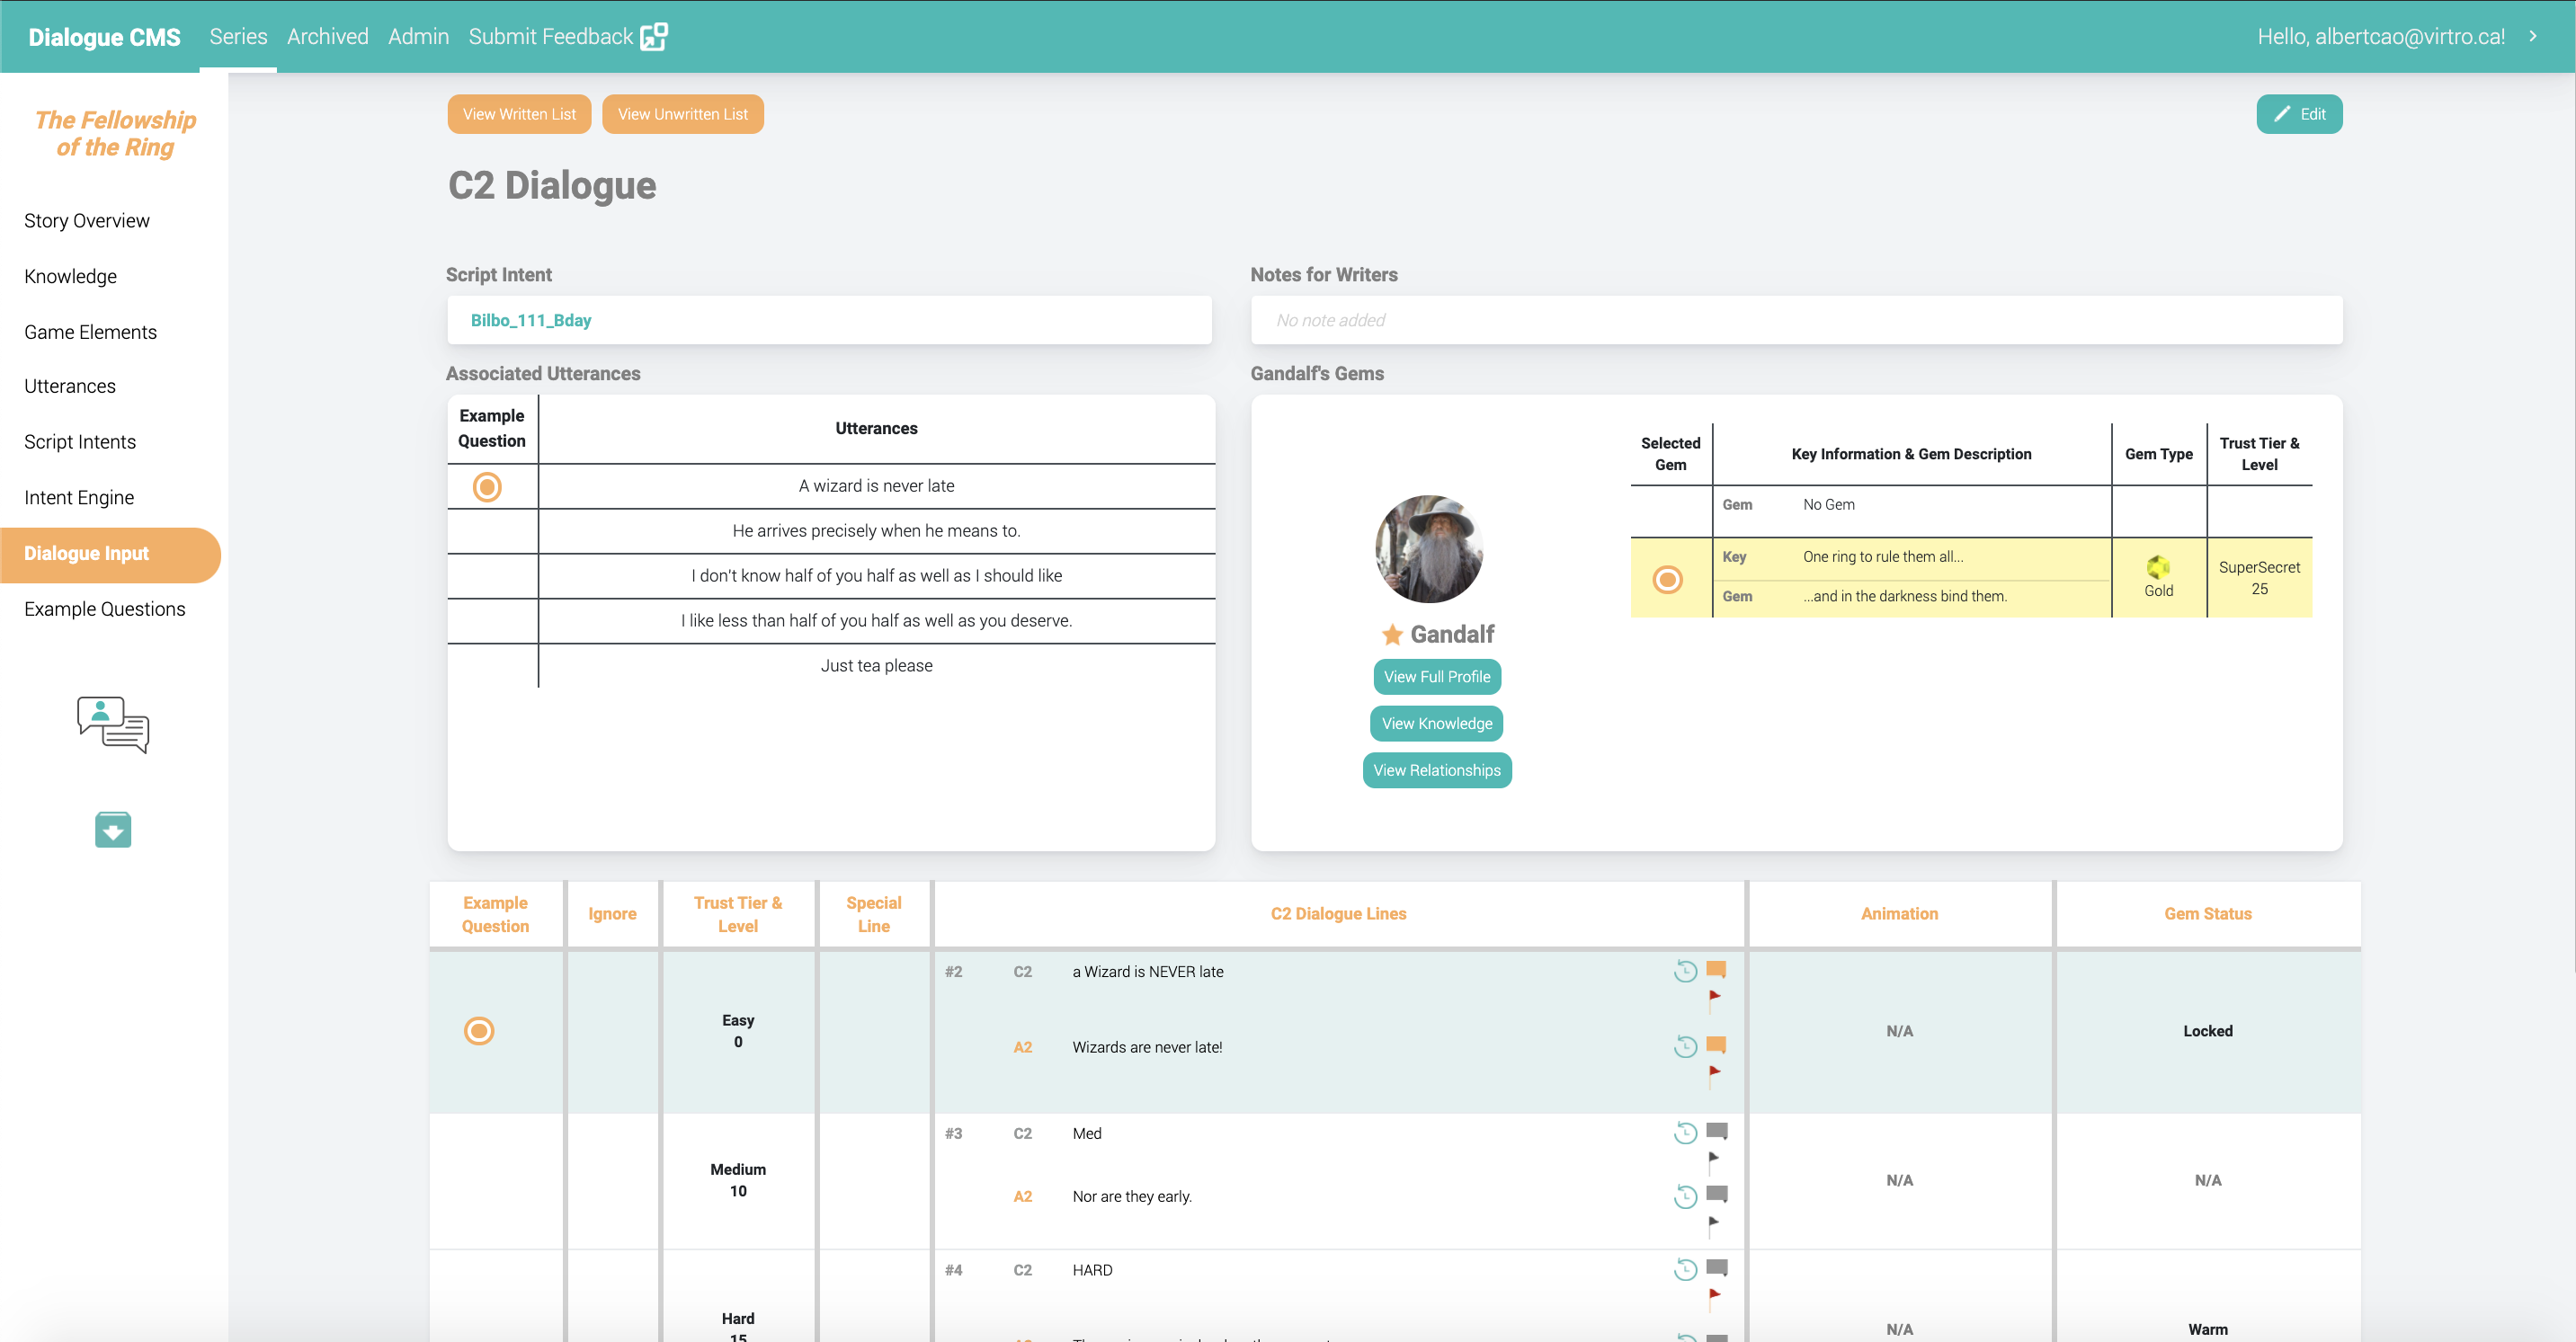 Dialogue CMS Series Archived Admin Submit Feedback Hello, albertcao@virtro.ca!
The Fellowship
of the Ring
Story Overview
Knowledge
Game Elements
Utterances
Script Intents
Intent Engine
Dialogue Input
Example Questions
View Written List View Unwritten List Edit
C2 Dialogue
Script Intent
Bilbo_111_Bday
Notes for Writers
No note added
Associated Utterances
Example
Question
Utterances
A wizard is never late
He arrives precisely when he means to.
I don't know half of you half as well as I should like
I like less than half of you half as well as you deserve.
Just tea please
Gandalf's Gems
Gandalf
View Full Profile
View Knowledge
View Relationships
Selected
Gem
Key Information & Gem Description
Gem Type
Trust Tier &
Level
Gem No Gem
Key One ring to rule them all...
Gem ...and in the darkness bind them.
Gold
SuperSecret
25
Example
Question
Ignore
Trust Tier &
Level
Special
Line
C2 Dialogue Lines
Animation
Gem Status
Easy
0
#2 C2 a Wizard is NEVER late
A2 Wizards are never late!
N/A
Locked
Medium
10
#3 C2 Med
A2 Nor are they early.
N/A
N/A
Hard
15
#4 C2 HARD
N/A
Warm